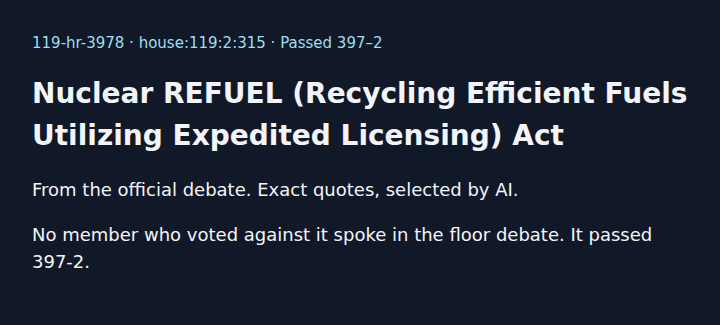 119-hr-3978 · house:119:2:315 · Passed 397–2
Nuclear REFUEL (Recycling Efficient Fuels
Utilizing Expedited Licensing) Act
From the official debate. Exact quotes, selected by AI.
No member who voted against it spoke in the floor debate. It passed
397-2.